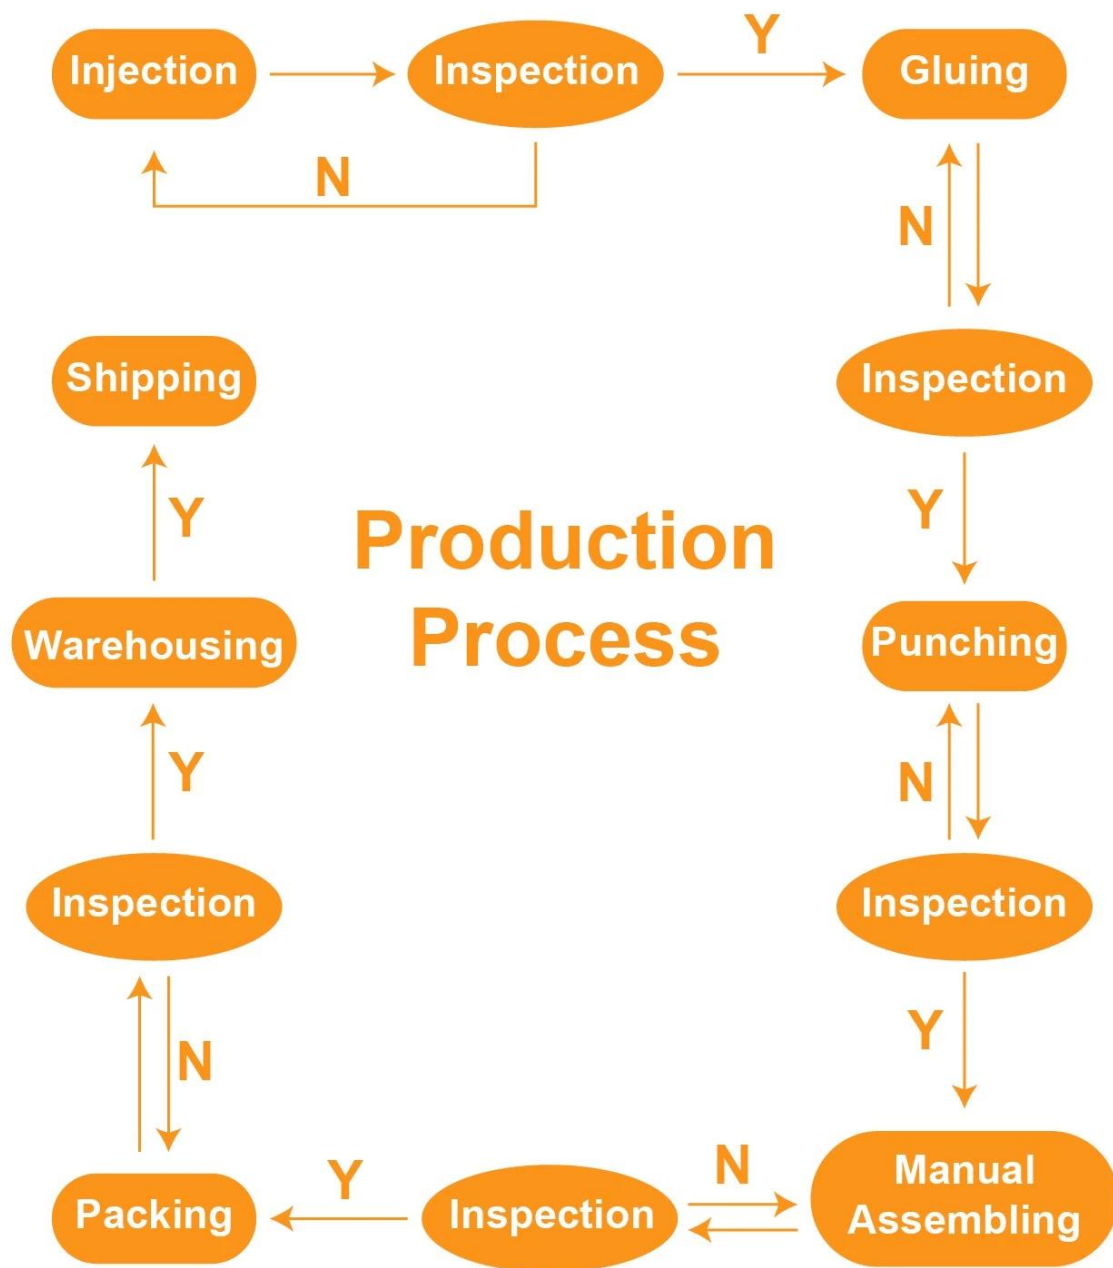 Injection
Inspection
Y
Gluing
N
N
Inspection
Y
Punching
N
Inspection
Y
Manual
Assembling
N
Inspection
Y
Packing
N
Inspection
Y
Warehousing
Y
Shipping
Production
Process